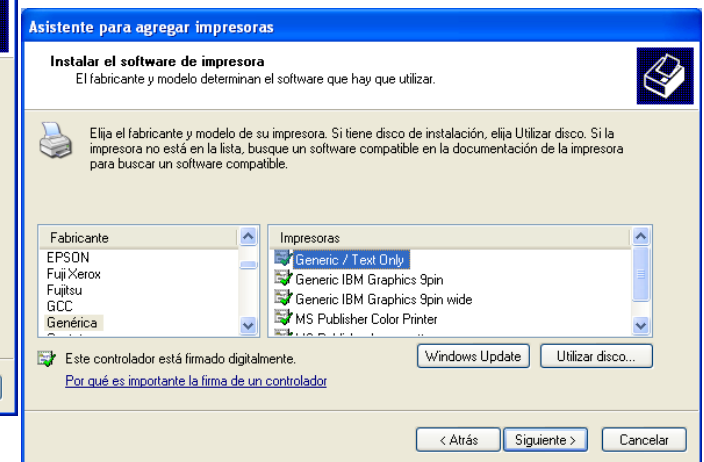 Asistente para agregar impresoras
Instalar el software de impresora
El fabricante y modelo determinan el software que hay que utilizar.
Elija el fabricante y modelo de su impresora. Si tiene disco de instalación, elija Utilizar disco. Si la
impresora no está en la lista, busque un software compatible en la documentación de la impresora
para buscar un software compatible.
Fabricante
EPSON
Fuji Xerox
Fujitsu
GCC
Genérica
Impresoras
Generic / Text Only
Generic IBM Graphics 9pin
Generic IBM Graphics 9pin wide
MS Publisher Color Printer
Este controlador está firmado digitalmente.
Por qué es importante la firma de un controlador
Windows Update
Utilizar disco...
< Atrás
Siguiente >
Cancelar